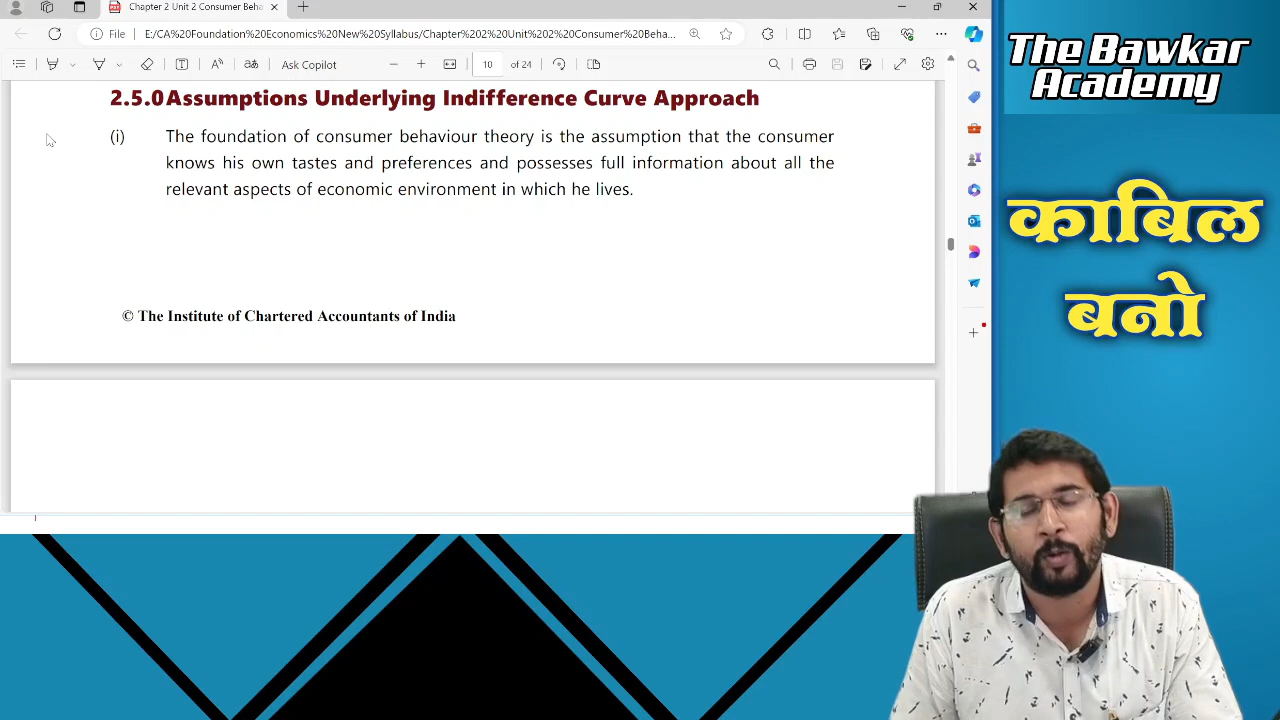 Chapter 2 Unit 2 Consumer Beha
File
E:/CA%20Foundation%20Economics%20New%20Syllabus/Chapter%202%20Unit%202%20Consumer%20Beha...
Ask Copilot
10 of 24
2.5.0 Assumptions Underlying Indifference Curve Approach
(i) The foundation of consumer behaviour theory is the assumption that the consumer
knows his own tastes and preferences and possesses full information about all the
relevant aspects of economic environment in which he lives.
© The Institute of Chartered Accountants of India
The Bawkar
Academy
काबिल
बनो